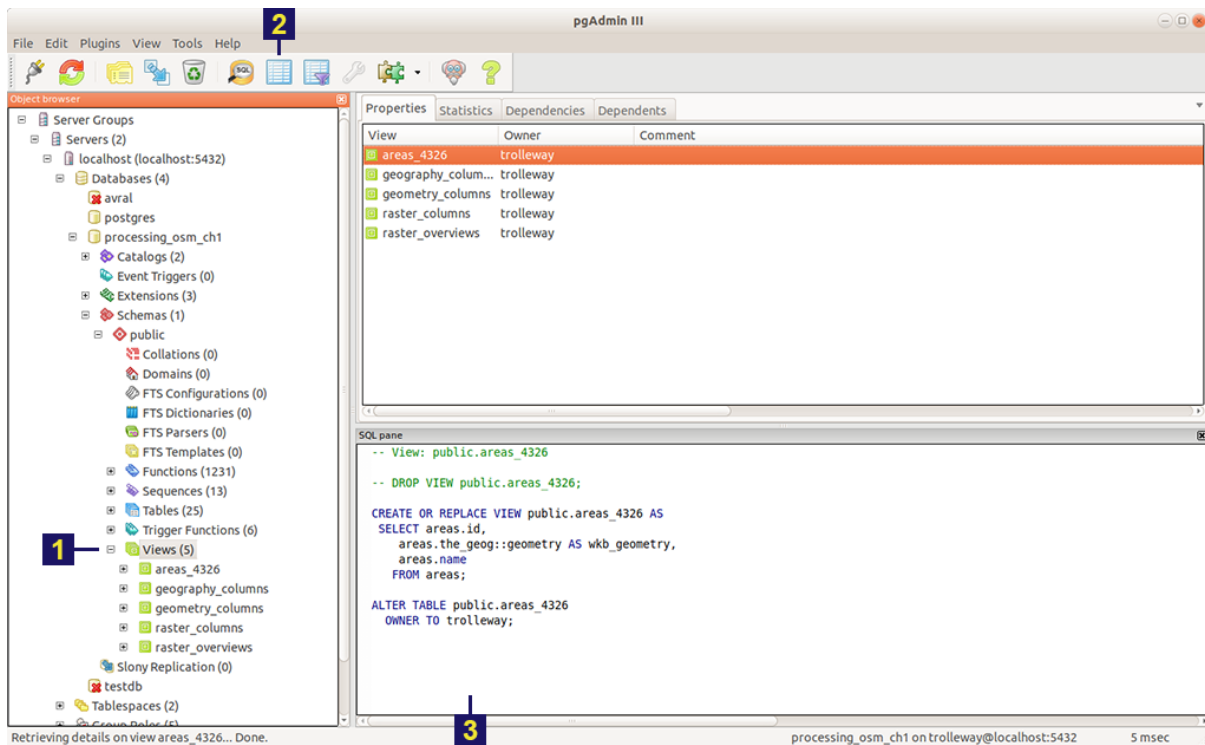 pgAdmin III
2
File Edit Plugins View Tools Help
SQL
Object browser
Server Groups
Servers (2)
localhost (localhost:5432)
Databases (4)
avral
postgres
processing_osm_ch1
Catalogs (2)
Event Triggers (0)
Extensions (3)
Schemas (1)
public
Collations (0)
Domains (0)
FTS Configurations (0)
FTS Dictionaries (0)
FTS Parsers (0)
FTS Templates (0)
Functions (1231)
Sequences (13)
Tables (25)
Trigger Functions (6)
1
Views (5)
areas_4326
geography_columns
geometry_columns
raster_columns
raster_overviews
Slony Replication (0)
testdb
Tablespaces (2)
Group Roles (5)
Properties Statistics Dependencies Dependents
View Owner Comment
areas_4326 trolleway
geography_colum... trolleway
geometry_columns trolleway
raster_columns trolleway
raster_overviews trolleway
SQL pane
-- View: public.areas_4326
-- DROP VIEW public.areas_4326;
CREATE OR REPLACE VIEW public.areas_4326 AS
SELECT areas.id,
areas.the_geog::geometry AS wkb_geometry,
areas.name
FROM areas;
ALTER TABLE public.areas_4326
OWNER TO trolleway;
3
Retrieving details on view areas_4326... Done. processing_osm_ch1 on trolleway@localhost:5432 5 msec